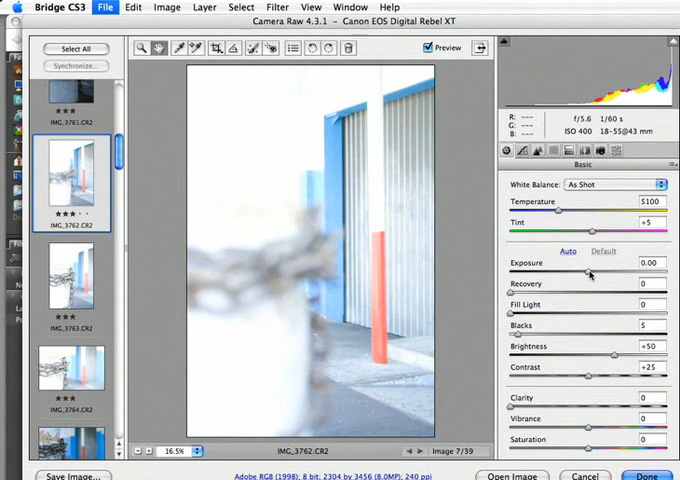 Bridge CS3 File Edit Image Layer Select Filter View Window Help
Camera Raw 4.3.1 - Canon EOS Digital Rebel XT
Select All
Synchronize...
Preview
IMG_3761.CR2
IMG_3762.CR2
IMG_3763.CR2
IMG_3764.CR2
R: ---
G: ---
B: ---
f/5.6 1/60 s
ISO 400 18-55@43 mm
Basic
White Balance: As Shot
Temperature 5100
Tint +5
Auto Default
Exposure 0.00
Recovery 0
Fill Light 0
Blacks 5
Brightness +50
Contrast +25
Clarity 0
Vibrance 0
Saturation 0
16.5% IMG_3762.CR2 Image 7/39
Save Image... Adobe RGB (1998); 8 bit; 2304 by 3456 (8.0MP); 240 ppi Open Image Cancel Done